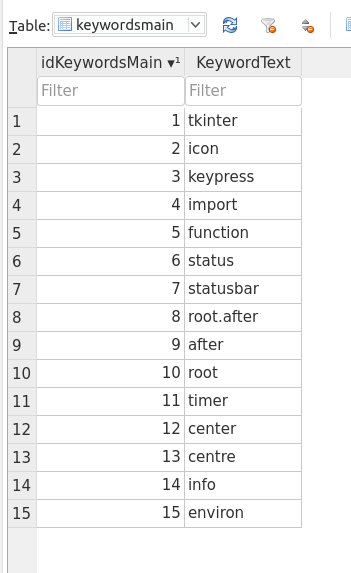 Table: keywordsmain
idKeywordsMain ▾¹ KeywordText
Filter Filter
1 1 tkinter
2 2 icon
3 3 keypress
4 4 import
5 5 function
6 6 status
7 7 statusbar
8 8 root.after
9 9 after
10 10 root
11 11 timer
12 12 center
13 13 centre
14 14 info
15 15 environ